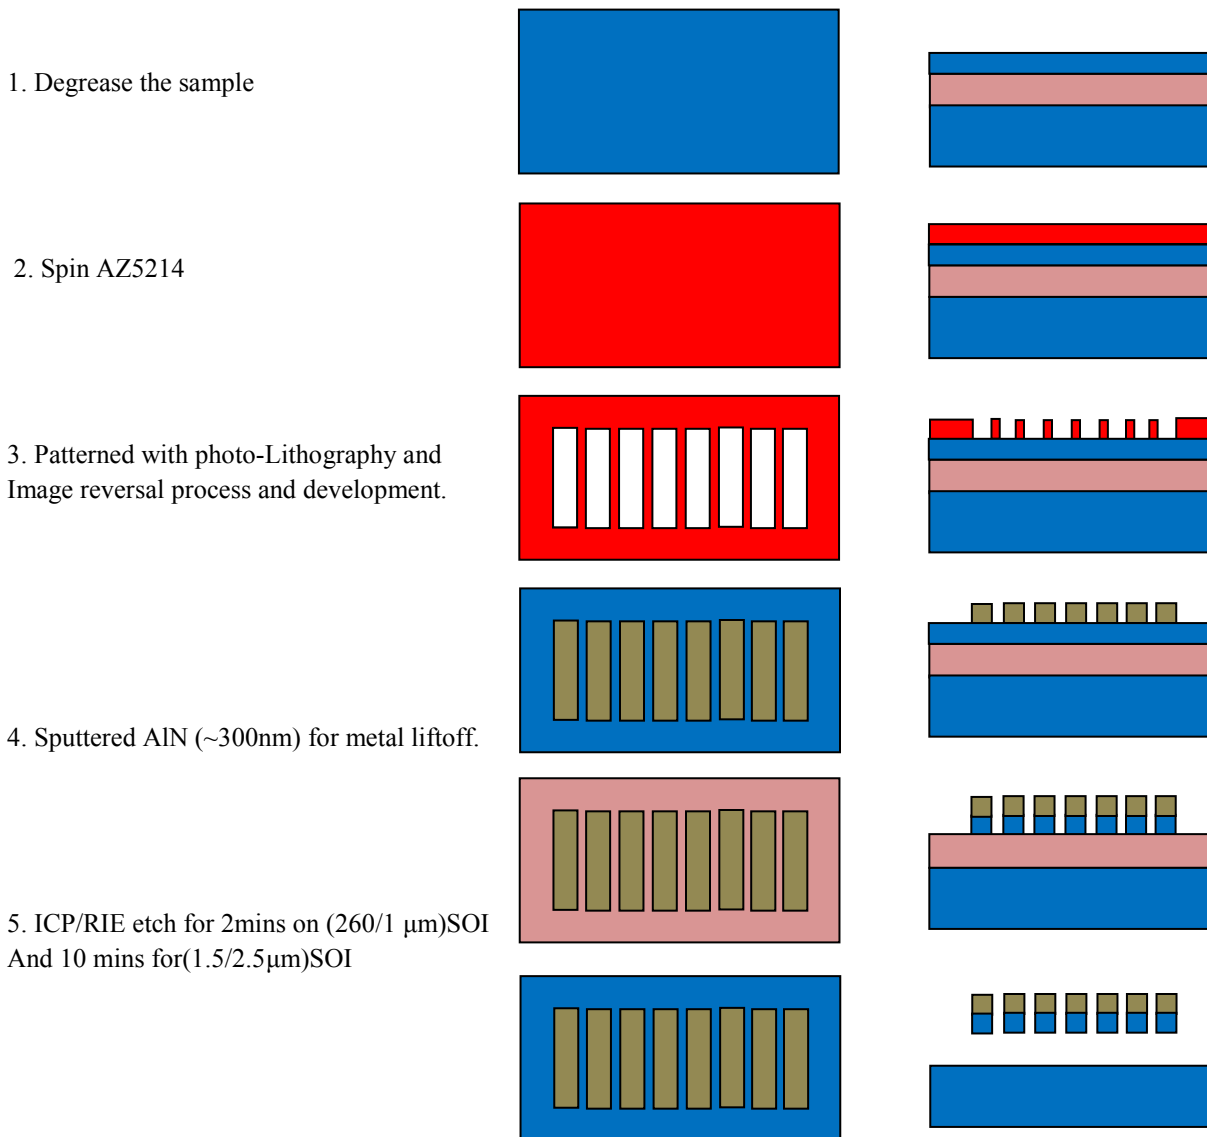 1. Degrease the sample
2. Spin AZ5214
3. Patterned with photo-Lithography and
Image reversal process and development.
4. Sputtered AlN (~300nm) for metal liftoff.
5. ICP/RIE etch for 2mins on (260/1 μm)SOI
And 10 mins for(1.5/2.5μm)SOI